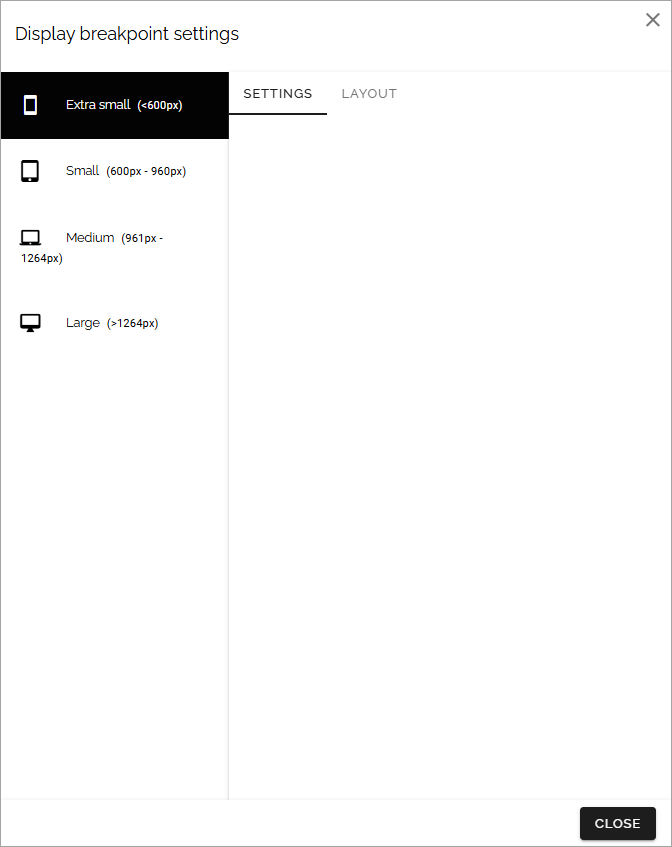 Display breakpoint settings
Extra small (<600px)
SETTINGS
LAYOUT
Small (600px - 960px)
Medium (961px -
1264px)
Large (>1264px)
CLOSE